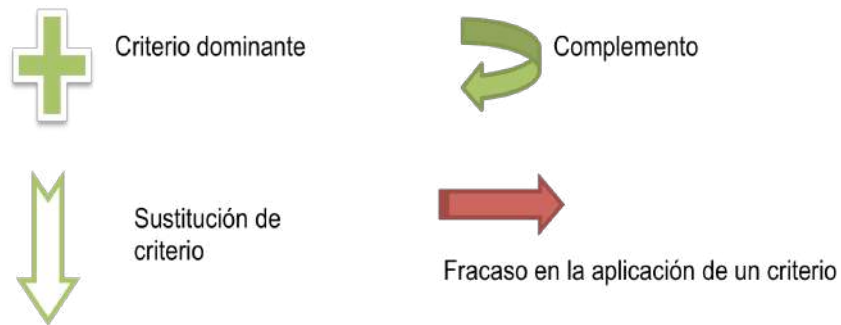 Criterio dominante
Complemento
Sustitución de
criterio
Fracaso en la aplicación de un criterio